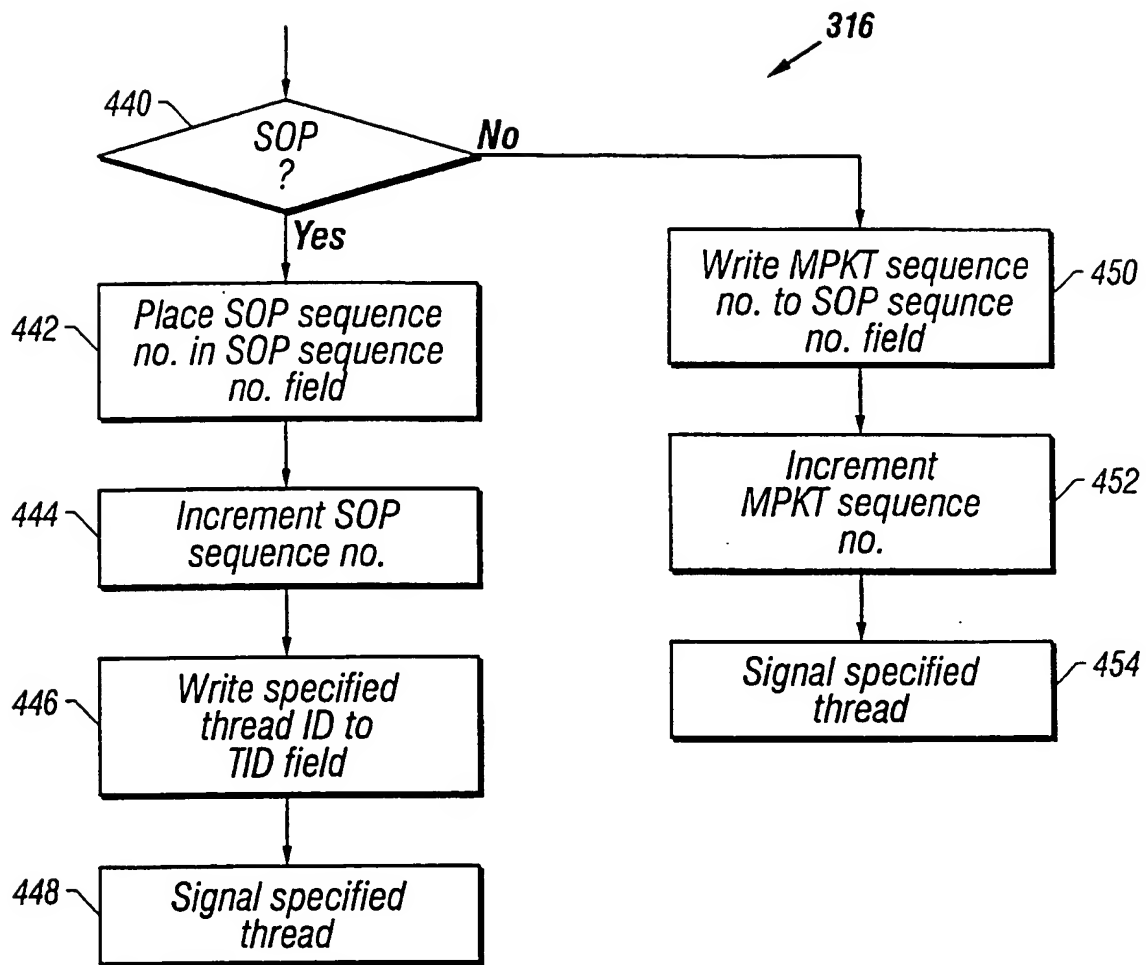 316
440
SOP
?
No
Yes
442
Place SOP sequence
no. in SOP sequence
no. field
444
Increment SOP
sequence no.
446
Write specified
thread ID to
TID field
448
Signal specified
thread
Write MPKT sequence
no. to SOP sequnce
no. field
450
Increment
MPKT sequence
no.
452
Signal specified
thread
454